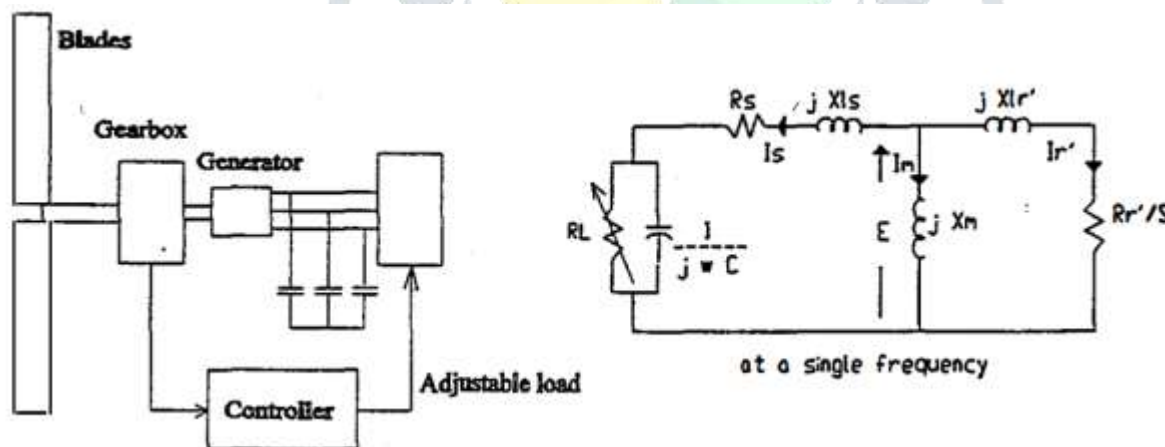 Blades
Gearbox
Generator
Controller
Adjustable load
Rs
j Xls
j Xlr'
Is
Im
Ir'
RL
1
j w C
E
j Xm
Rr'/S
at a single frequency